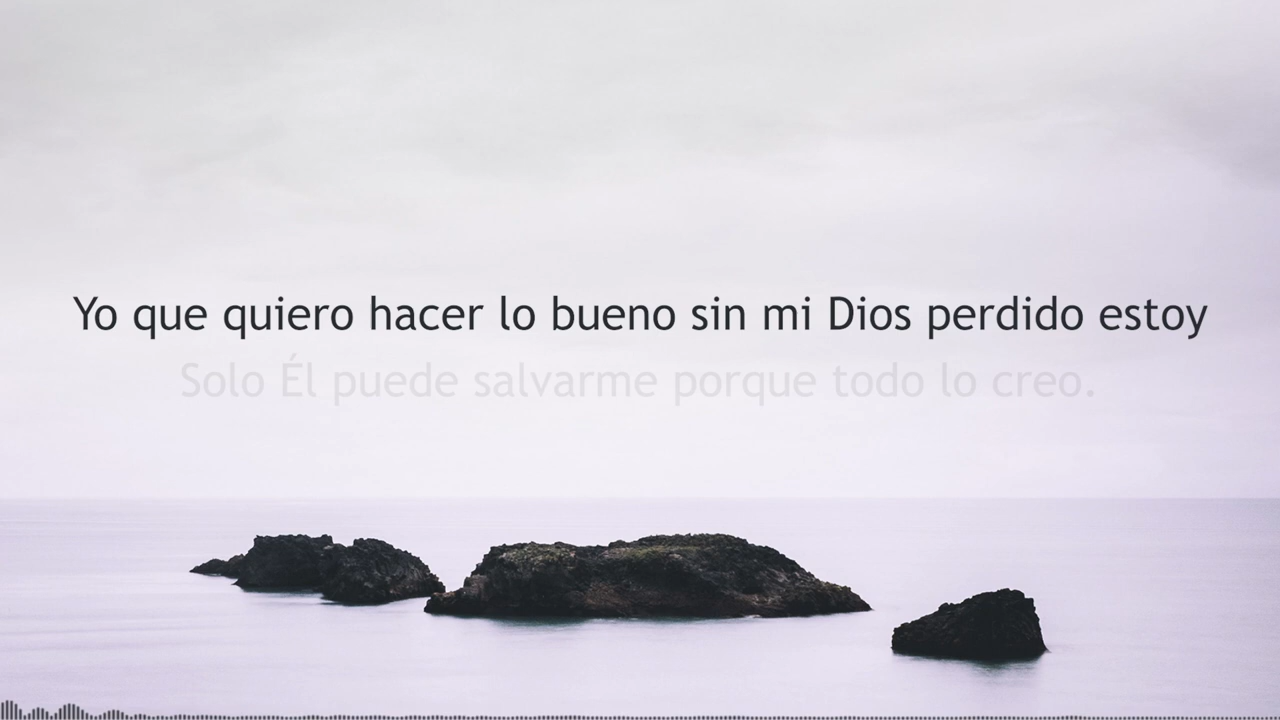 Yo que quiero hacer lo bueno sin mi Dios perdido estoy
Solo Él puede salvarme porque todo lo creo.